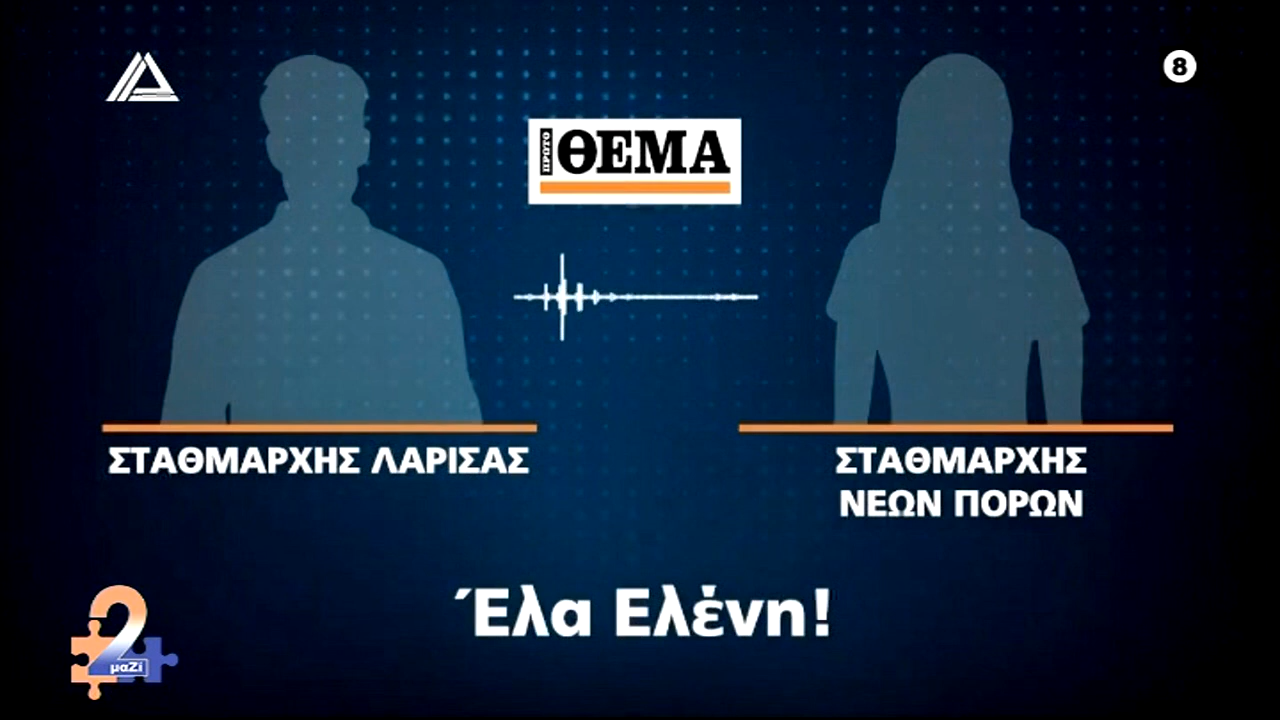 8
ΠΡΩΤΟ ΘΕΜΑ
ΣΤΑΘΜΑΡΧΗΣ ΛΑΡΙΣΑΣ
ΣΤΑΘΜΑΡΧΗΣ
ΝΕΩΝ ΠΟΡΩΝ
Έλα Ελένη!
2
μαΖί